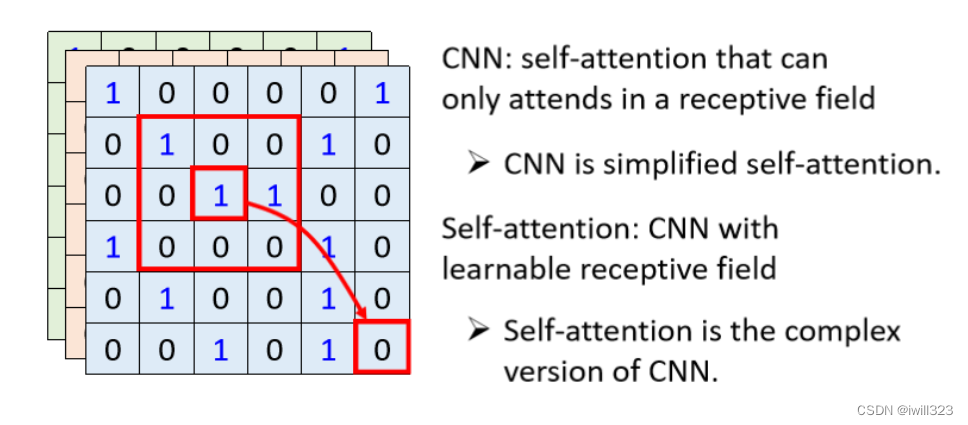 1 0 0 0 0 1
0 1 0 0 1 0
0 0 1 1 0 0
1 0 0 0 1 0
0 1 0 0 1 0
0 0 1 0 1 0
CNN: self-attention that can
only attends in a receptive field
➢ CNN is simplified self-attention.
Self-attention: CNN with
learnable receptive field
➢ Self-attention is the complex
version of CNN.
CSDN @iwill323